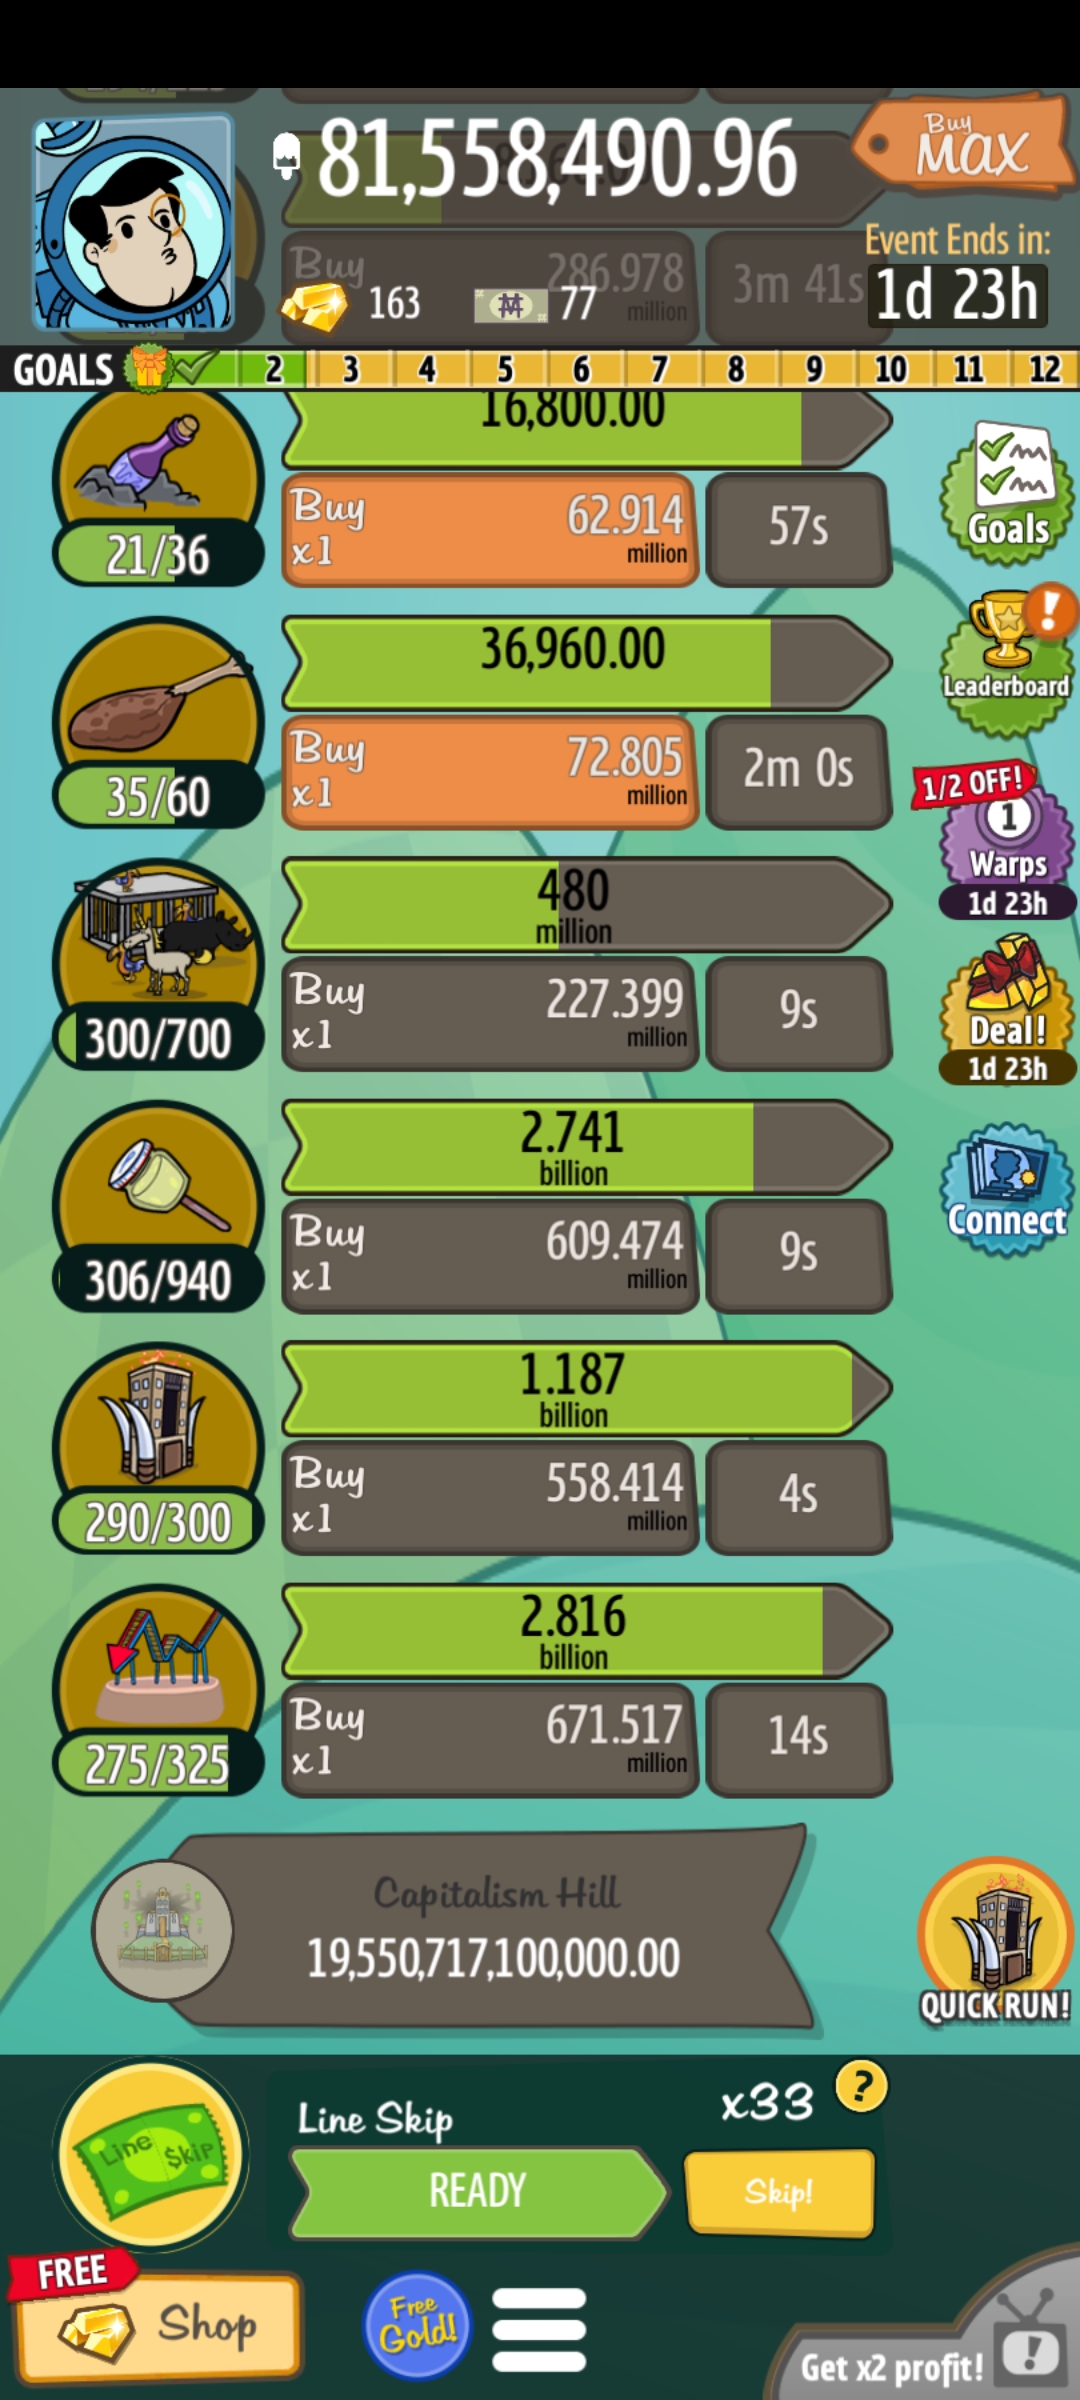 81,558,490.96
Buy
MAX
Buy
286.978
million
3m 41s
163
77
Event Ends in:
1d 23h
GOALS 2 3 4 5 6 7 8 9 10 11 12
16,800.00
Buy
x1
62.914
million
57s
21/36
Goals
36,960.00
Buy
x1
72.805
million
2m 0s
35/60
Leaderboard
1/2 OFF!
1
Warps
1d 23h
480
million
Buy
x1
227.399
million
9s
300/700
Deal!
1d 23h
2.741
billion
Buy
x1
609.474
million
9s
306/940
Connect
1.187
billion
Buy
x1
558.414
million
4s
290/300
2.816
billion
Buy
x1
671.517
million
14s
275/325
Capitalism Hill
19,550,717,100,000.00
QUICK RUN!
Line $kip
Line Skip
x33
?
READY
Skip!
FREE
Shop
Free
Gold!
Get x2 profit!